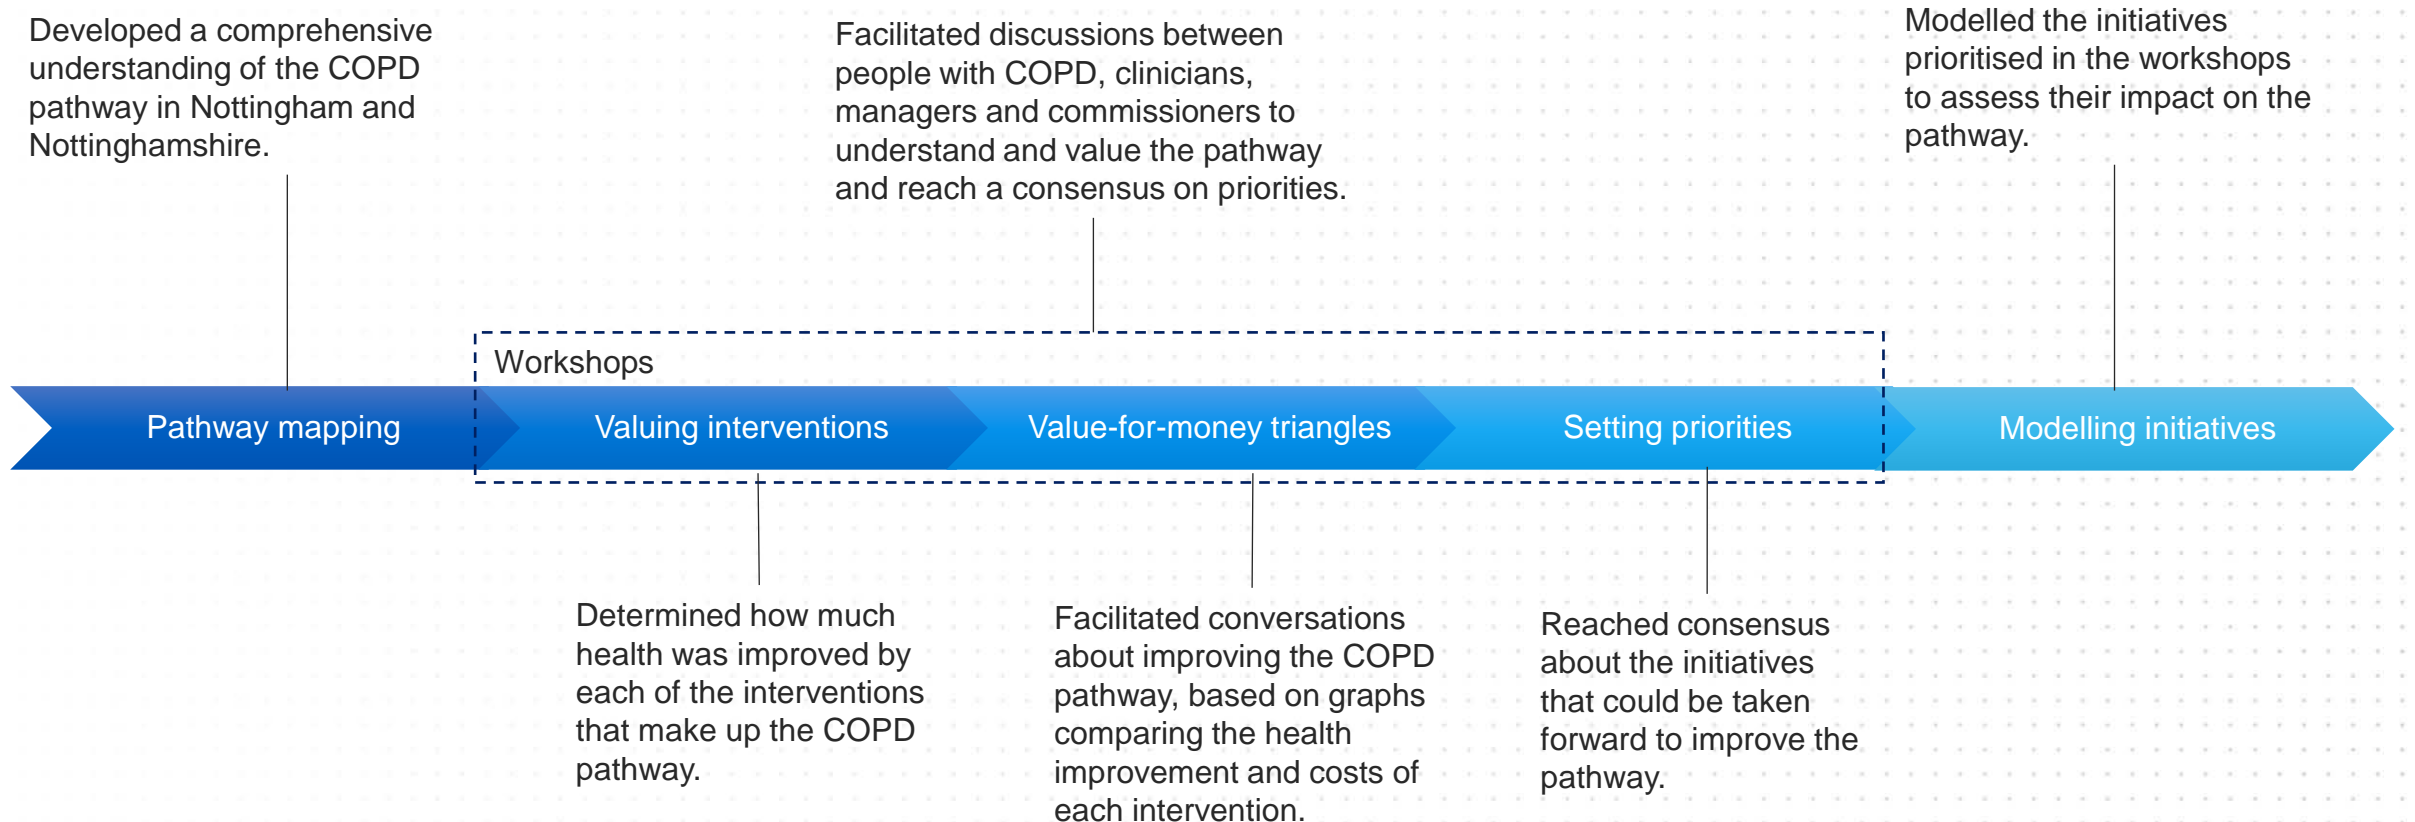 Developed a comprehensive
understanding of the COPD
pathway in Nottingham and
Nottinghamshire.
Facilitated discussions between
people with COPD, clinicians,
managers and commissioners to
understand and value the pathway
and reach a consensus on priorities.
Modelled the initiatives
prioritised in the workshops
to assess their impact on the
pathway.
Workshops
Pathway mapping
Valuing interventions
Value-for-money triangles
Setting priorities
Modelling initiatives
Determined how much
health was improved by
each of the interventions
that make up the COPD
pathway.
Facilitated conversations
about improving the COPD
pathway, based on graphs
comparing the health
improvement and costs of
each intervention.
Reached consensus
about the initiatives
that could be taken
forward to improve the
pathway.